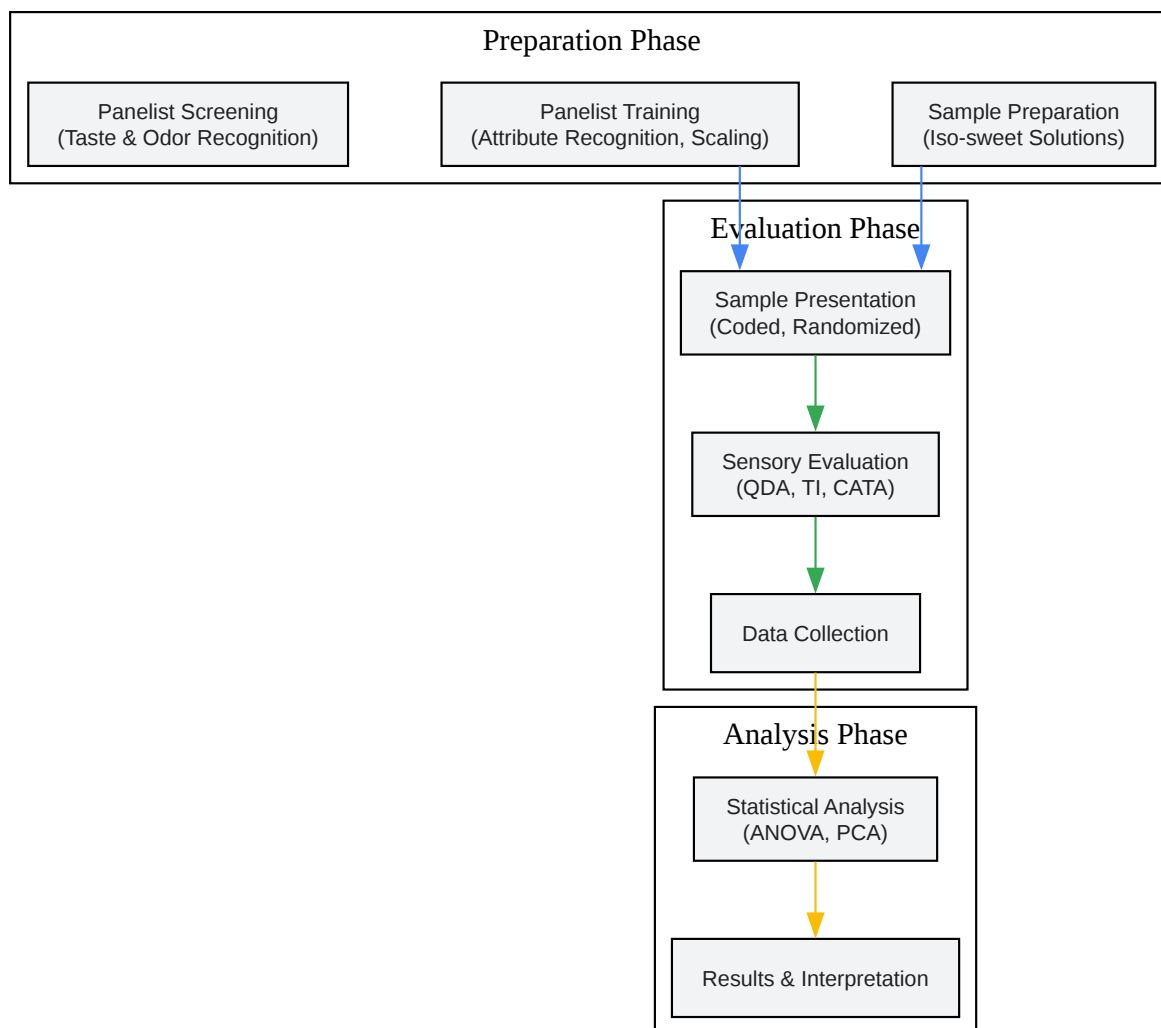 Preparation Phase
Panelist Screening
(Taste & Odor Recognition)
Panelist Training
(Attribute Recognition, Scaling)
Sample Preparation
(Iso-sweet Solutions)
Evaluation Phase
Sample Presentation
(Coded, Randomized)
Sensory Evaluation
(QDA, TI, CATA)
Data Collection
Analysis Phase
Statistical Analysis
(ANOVA, PCA)
Results & Interpretation